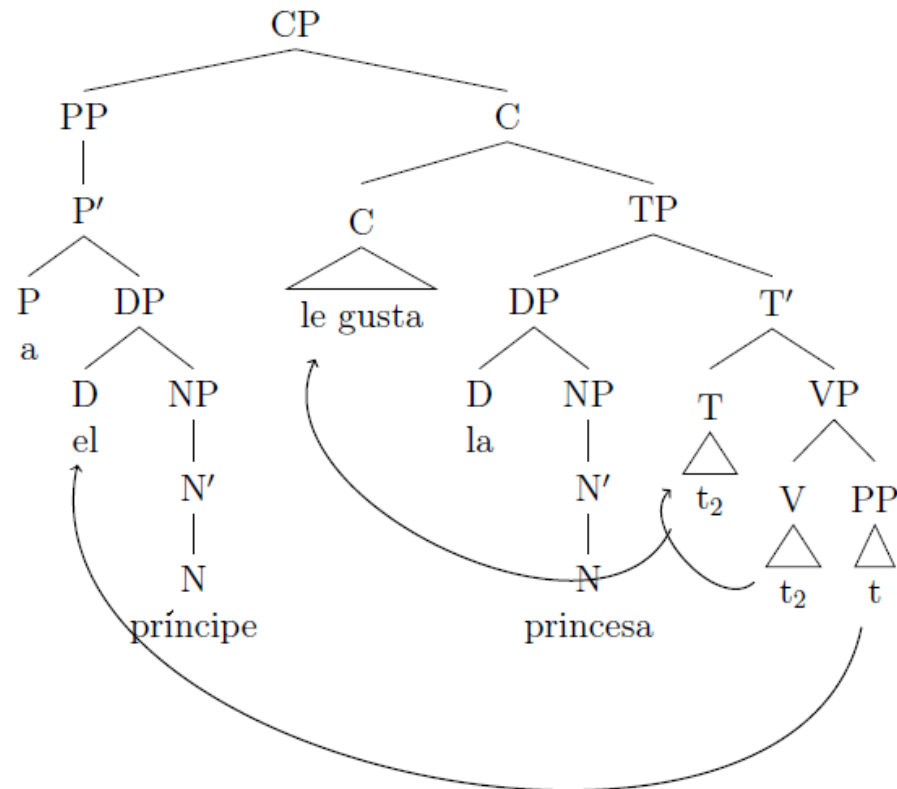 CP
PP C
P′ C TP
P DP le gusta DP T′
a
D NP D NP T VP
el la
N′ N′ t₂ V PP
N N t₂ t
príncipe princesa